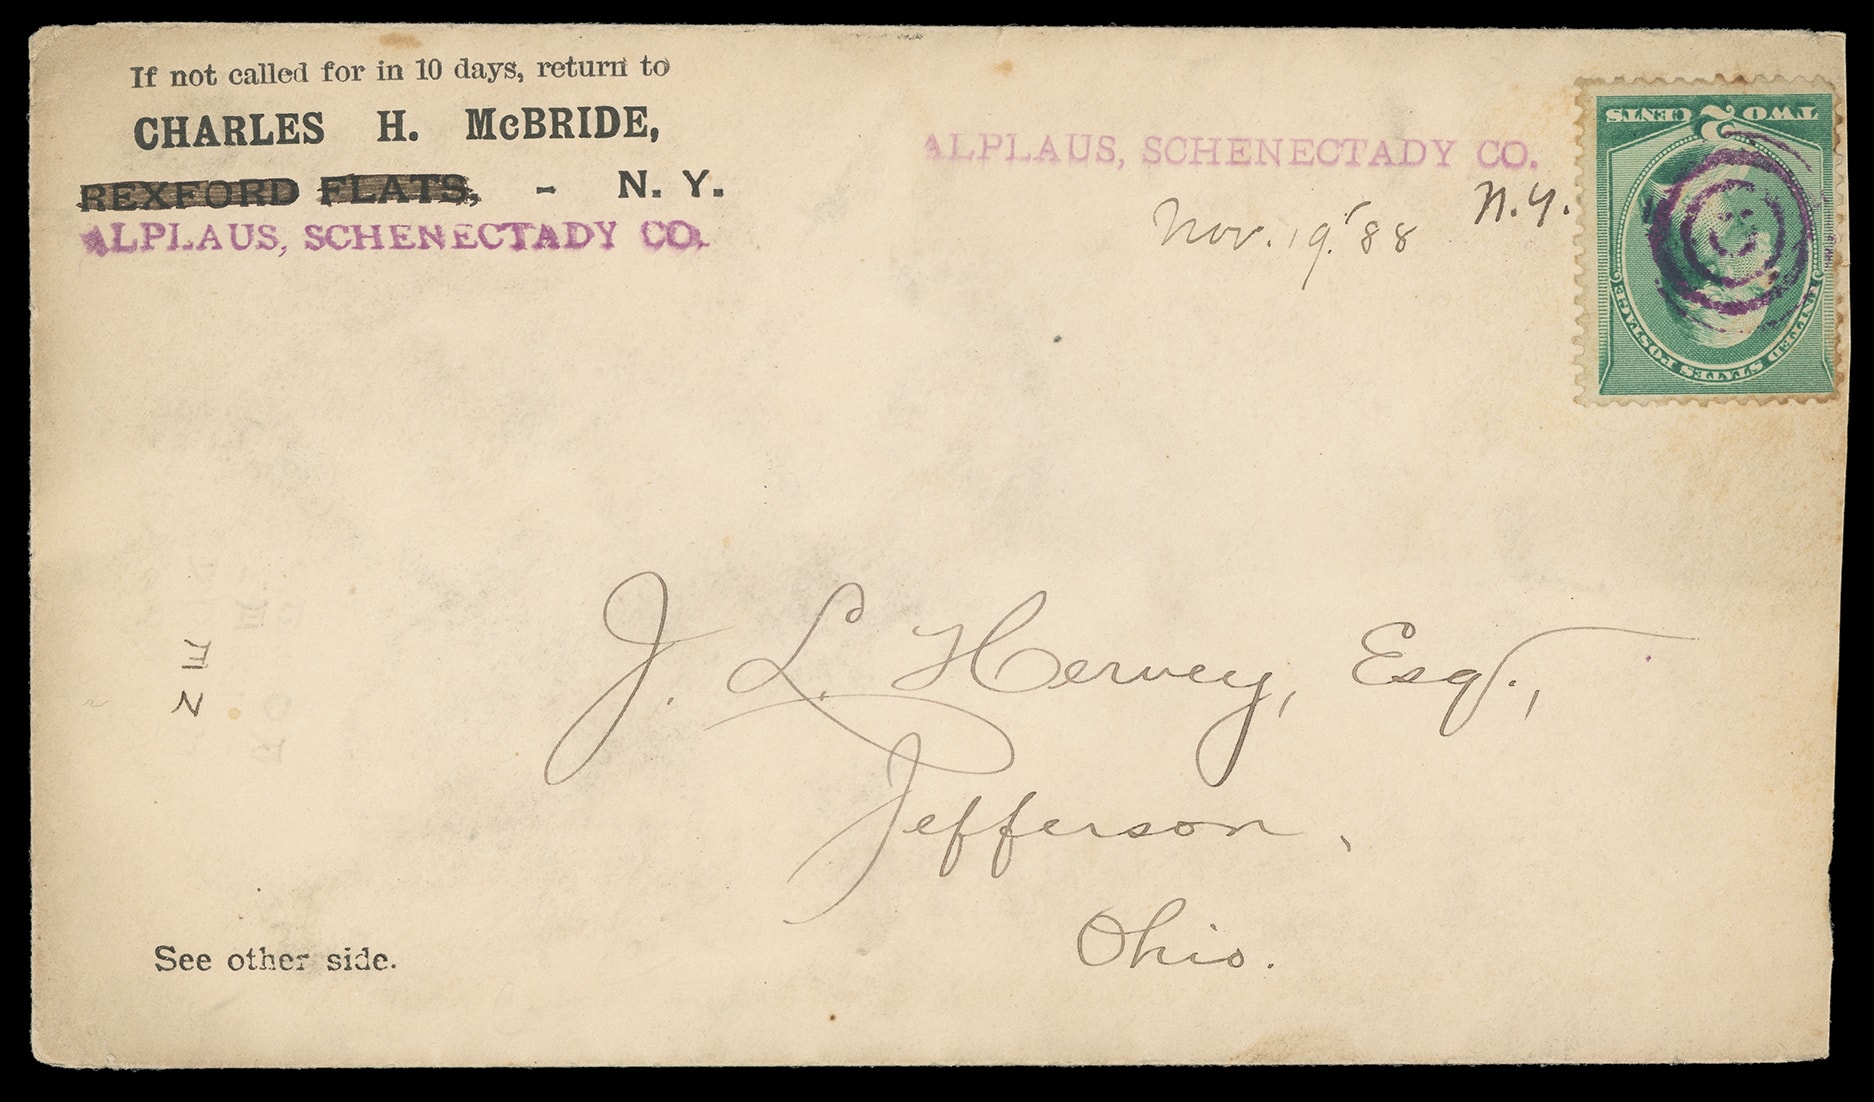 If not called for in 10 days, return to
CHARLES H. McBRIDE,
REXFORD FLATS, - N. Y.
ALPLAUS, SCHENECTADY CO.
ALPLAUS, SCHENECTADY CO.
N.Y.
Nov. 19. '88
TWO 2 CENTS
UNITED STATES POSTAGE
J. L. Hervey, Esq.,
Jefferson,
Ohio.
See other side.